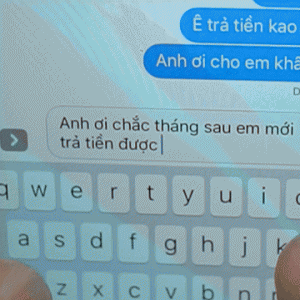 Ê trả tiền kao
Anh ơi cho em
Anh ơi chắc tháng sau em mới
trả tiền được
q w e r t y u i
a s d f g h j k
z x c v b n